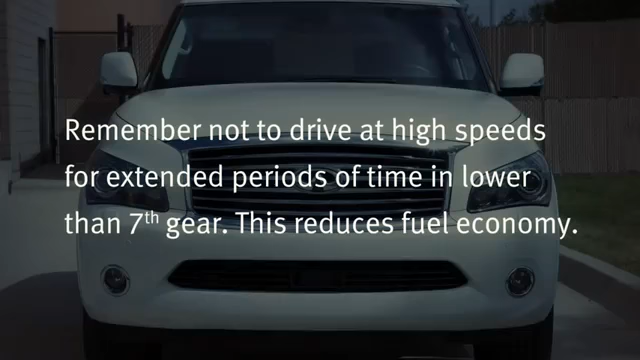 Remember not to drive at high speeds
for extended periods of time in lower
than 7th gear. This reduces fuel economy.